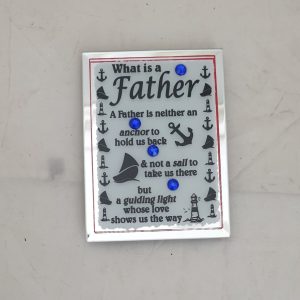 What is a
Father
A Father is neither an
anchor to
hold us back
& not a sail to
take us there
but
a guiding light
whose love
shows us the way